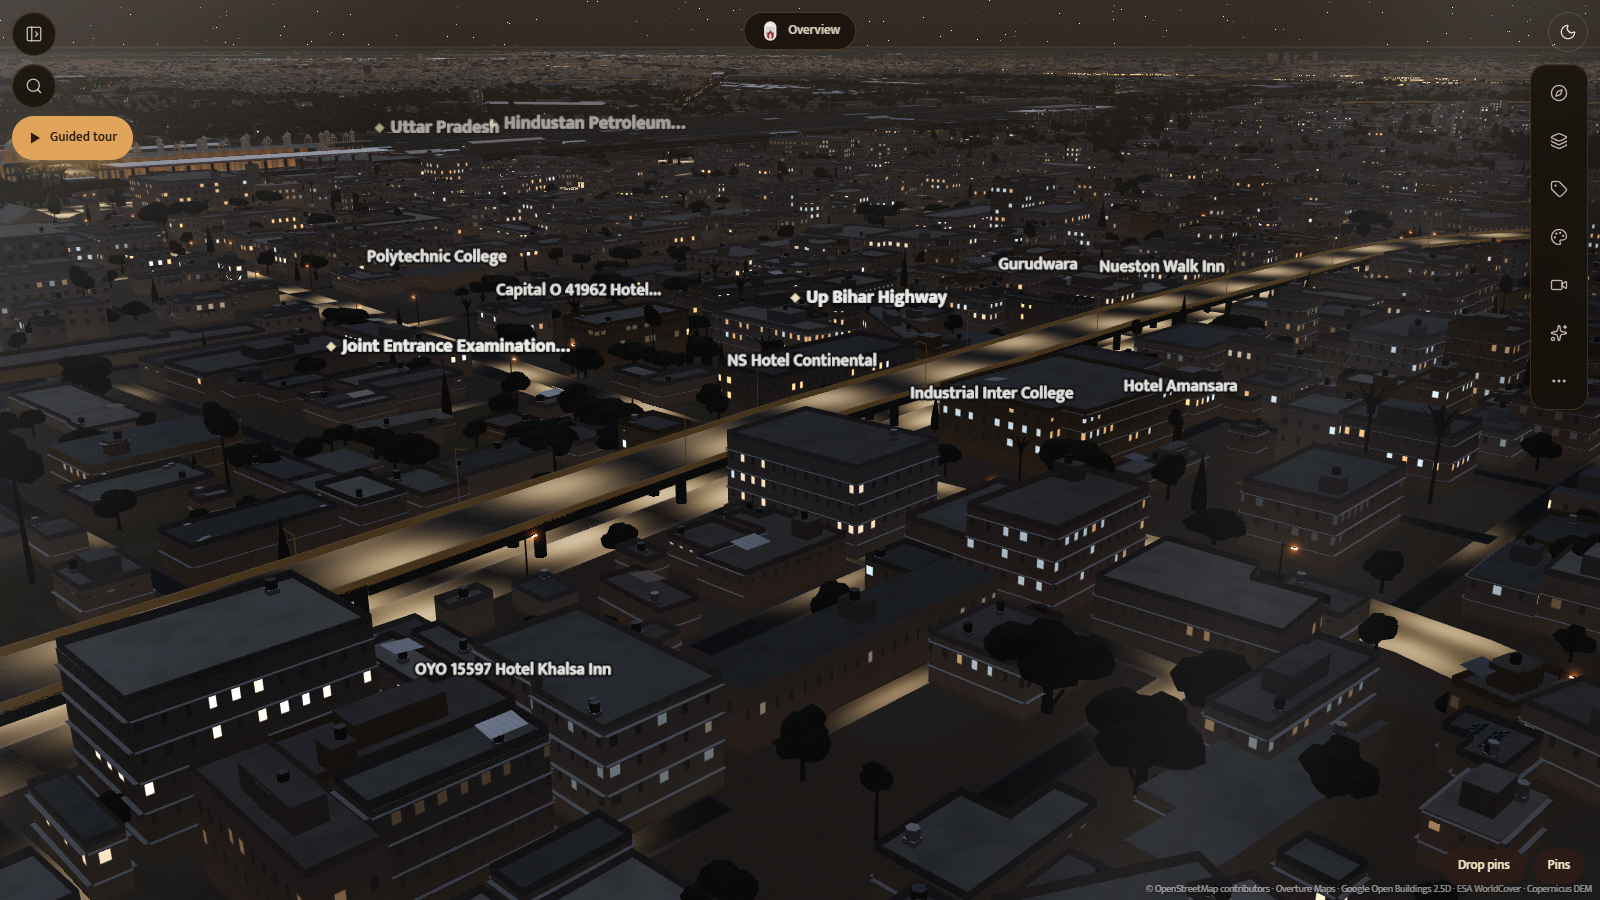 Overview
Guided tour
Uttar Pradesh
Hindustan Petroleum...
Polytechnic College
Gurudwara
Nueston Walk Inn
Capital O 41962 Hotel...
Up Bihar Highway
Joint Entrance Examination...
NS Hotel Continental
Industrial Inter College
Hotel Amansara
OYO 15597 Hotel Khalsa Inn
Drop pins
Pins
© OpenStreetMap contributors · Overture Maps · Google Open Buildings 2.5D · ESA WorldCover · Copernicus DEM